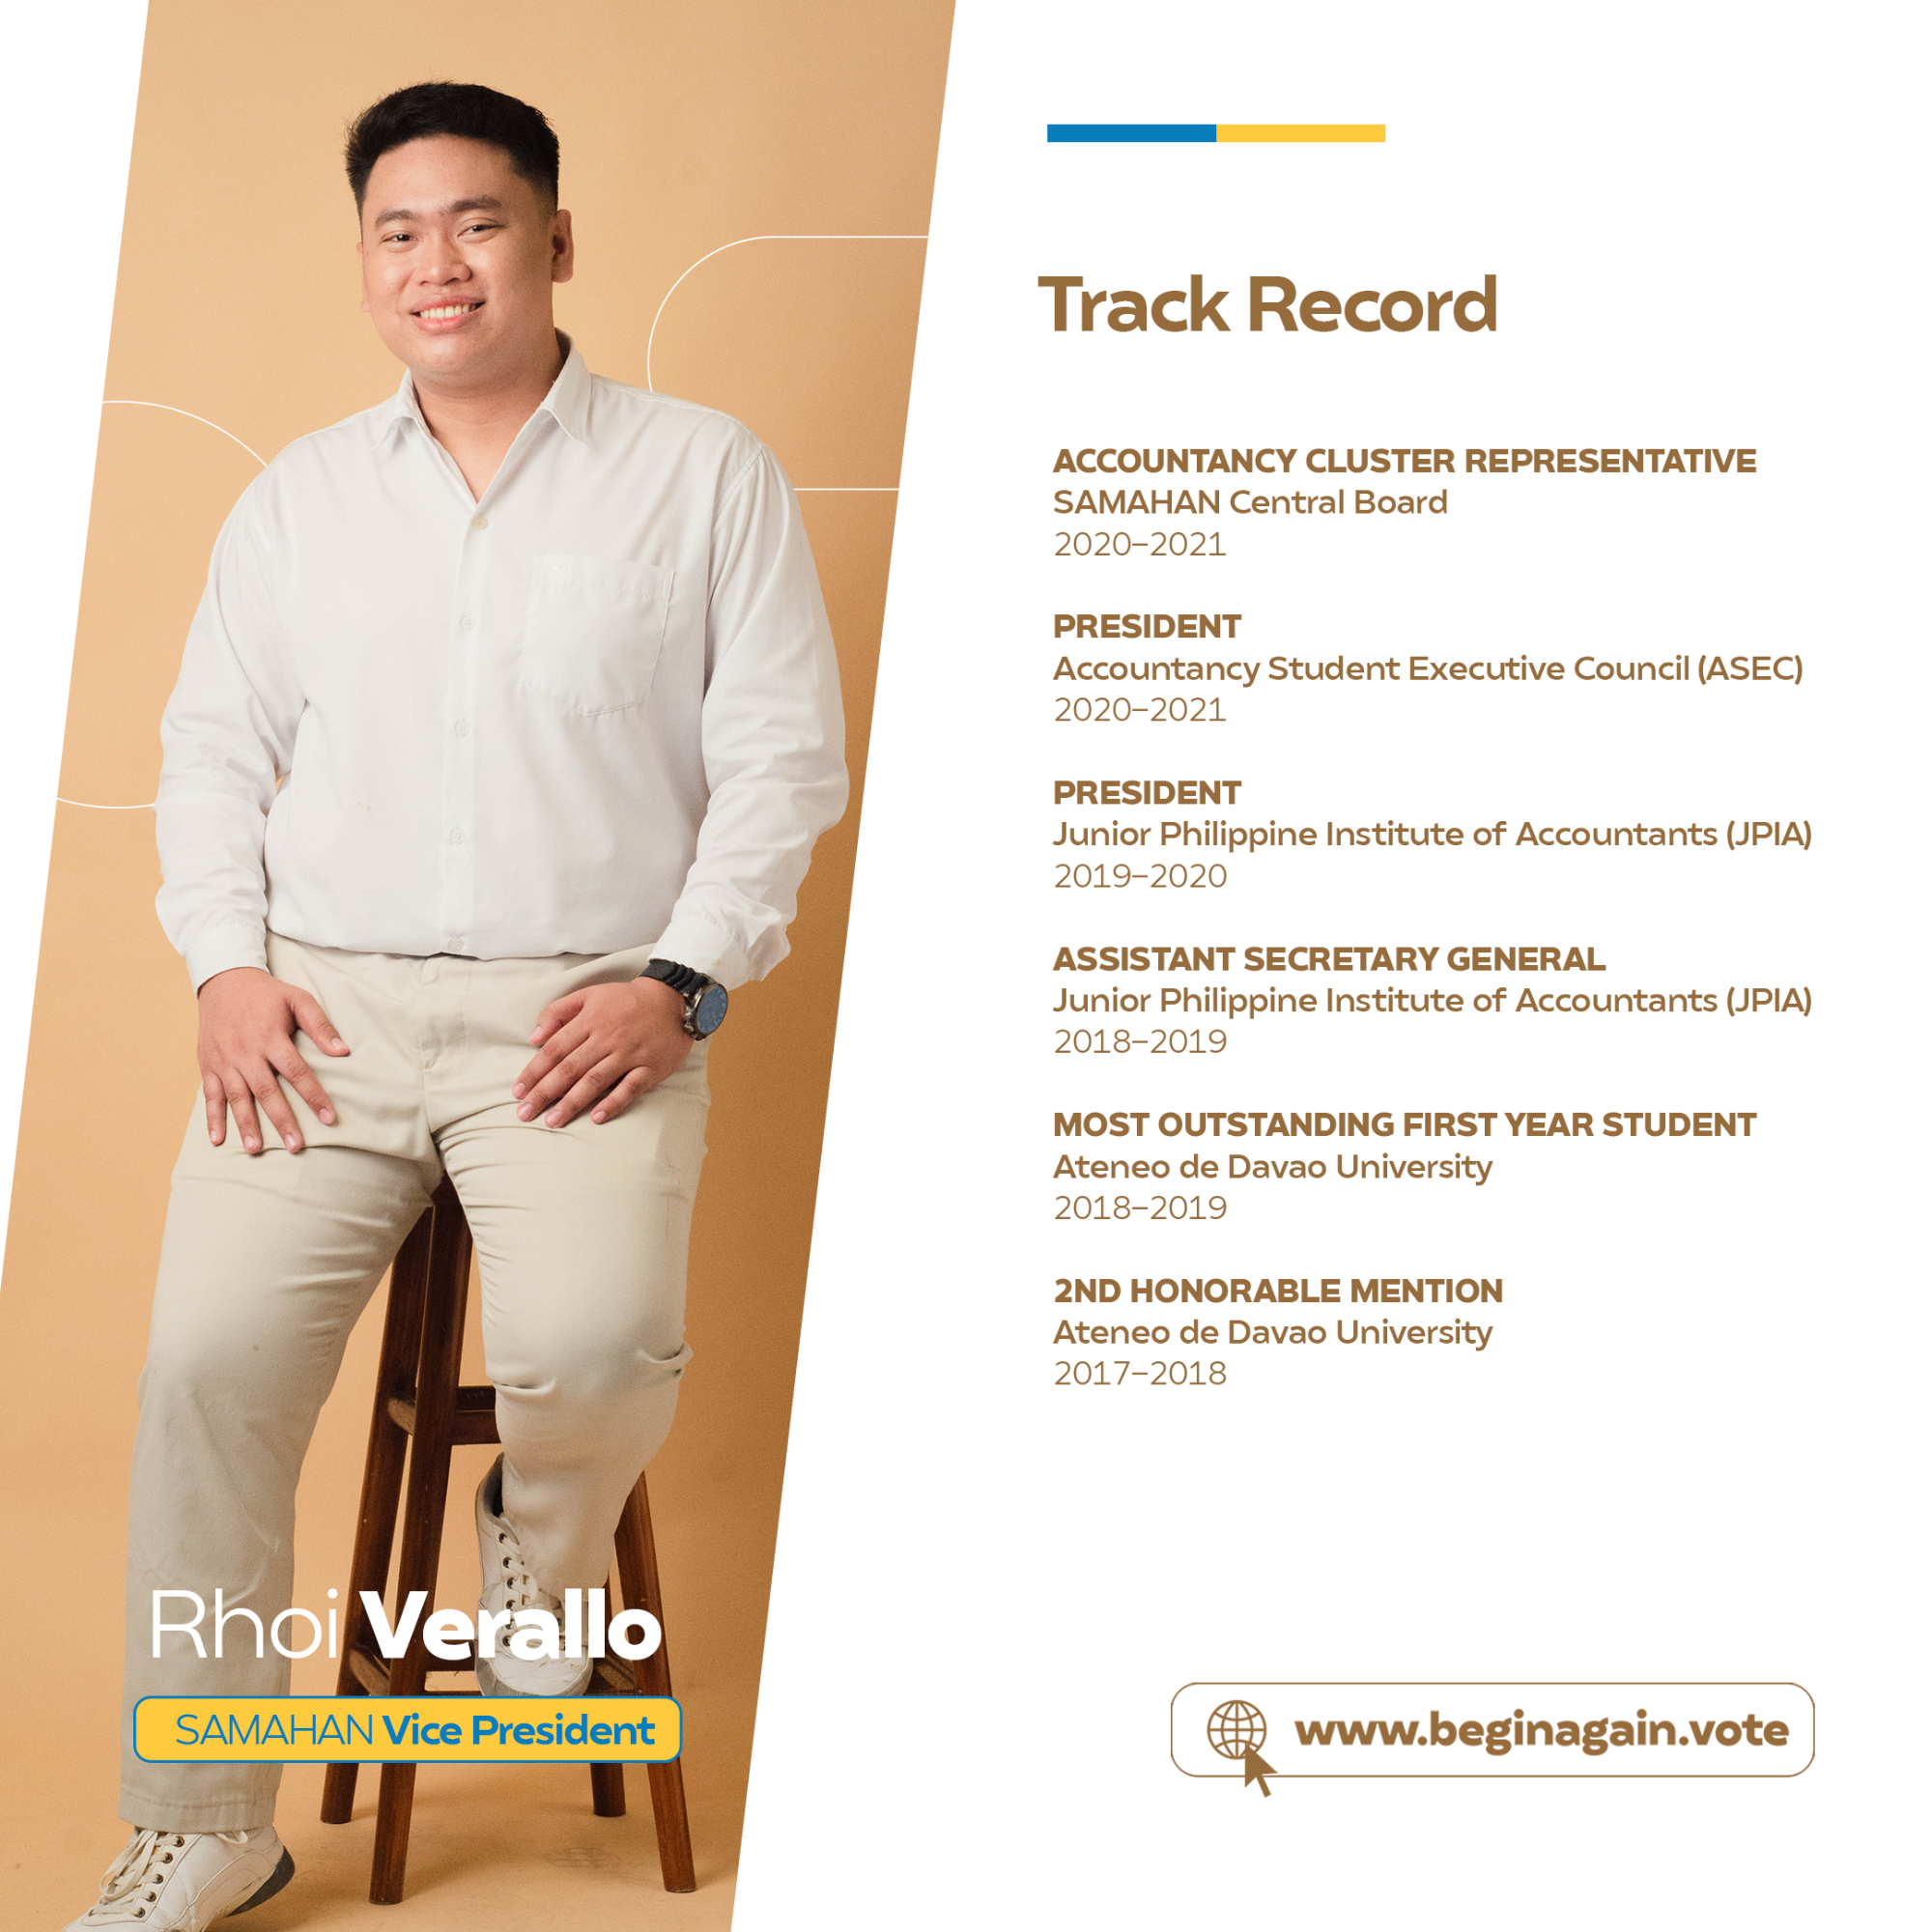 Track Record
ACCOUNTANCY CLUSTER REPRESENTATIVE
SAMAHAN Central Board
2020–2021
PRESIDENT
Accountancy Student Executive Council (ASEC)
2020–2021
PRESIDENT
Junior Philippine Institute of Accountants (JPIA)
2019–2020
ASSISTANT SECRETARY GENERAL
Junior Philippine Institute of Accountants (JPIA)
2018–2019
MOST OUTSTANDING FIRST YEAR STUDENT
Ateneo de Davao University
2018–2019
2ND HONORABLE MENTION
Ateneo de Davao University
2017–2018
Rhoi Verallo
SAMAHAN Vice President
www.beginagain.vote